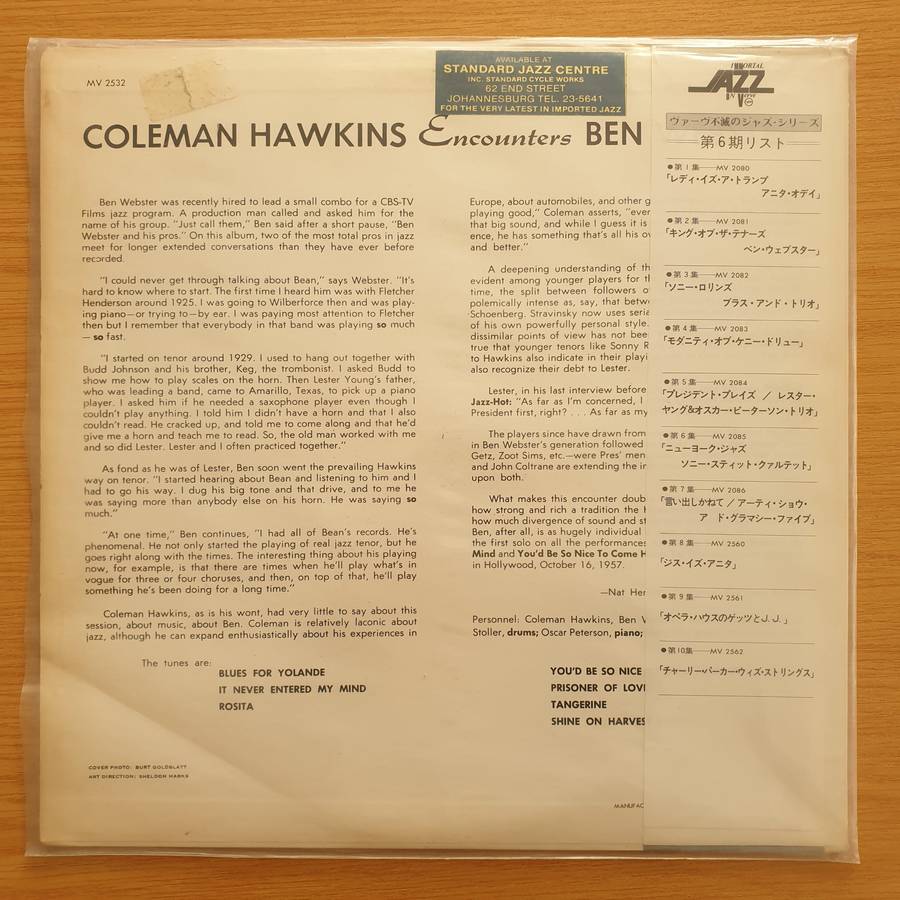 MV 2532
AVAILABLE AT
STANDARD JAZZ CENTRE
INC. STANDARD CYCLE WORKS
62 END STREET
JOHANNESBURG TEL. 23-5641
FOR THE VERY LATEST IN IMPORTED JAZZ
COLEMAN HAWKINS Encounters BEN
Ben Webster was recently hired to lead a small combo for a CBS-TV
Films jazz program. A production man called and asked him for the
name of his group. "Just call them," Ben said after a short pause, "Ben
Webster and his pros." On this album, two of the most total pros in jazz
meet for longer extended conversations than they have ever before
recorded.
"I could never get through talking about Bean," says Webster. "It's
hard to know where to start. The first time I heard him was with Fletcher
Henderson around 1925. I was going to Wilberforce then and was play-
ing piano—or trying to—by ear. I was paying most attention to Fletcher
then but I remember that everybody in that band was playing so much
— so fast.
"I started on tenor around 1929. I used to hang out together with
Budd Johnson and his brother, Keg, the trombonist. I asked Budd to
show me how to play scales on the horn. Then Lester Young's father,
who was leading a band, came to Amarillo, Texas, to pick up a piano
player. I asked him if he needed a saxophone player even though I
couldn't play anything. I told him I didn't have a horn and that I also
couldn't read. He cracked up, and told me to come along and that he'd
give me a horn and teach me to read. So, the old man worked with me
and so did Lester. Lester and I often practiced together."
As fond as he was of Lester, Ben soon went the prevailing Hawkins
way on tenor. "I started hearing about Bean and listening to him and I
had to go his way. I dug his big tone and that drive, and to me he
was saying more than anybody else on his horn. He was saying so
much."
"At one time," Ben continues, "I had all of Bean's records. He's
phenomenal. He not only started the playing of real jazz tenor, but he
goes right along with the times. The interesting thing about his playing
now, for example, is that there are times when he'll play what's in
vogue for three or four choruses, and then, on top of that, he'll play
something he's been doing for a long time."
Coleman Hawkins, as is his wont, had very little to say about this
session, about music, about Ben. Coleman is relatively laconic about
jazz, although he can expand enthusiastically about his experiences in
Europe, about automobiles, and other g
playing good," Coleman asserts, "ever
that big sound, and while I guess it is
ence, he has something that's all his ov
and better."
A deepening understanding of th
evident among younger players for th
time, the split between followers o
polemically intense as, say, that betw
Schoenberg. Stravinsky now uses seria
of his own powerfully personal style.
dissimilar points of view has not bee
true that younger tenors like Sonny R
to Hawkins also indicate in their playi
also recognize their debt to Lester.
Lester, in his last interview before
Jazz-Hot: "As far as I'm concerned, I
President first, right? . . . As far as my
The players since have drawn from
in Ben Webster's generation followed
Getz, Zoot Sims, etc.—were Pres' men
and John Coltrane are extending the in
upon both.
What makes this encounter doub
how strong and rich a tradition the H
how much divergence of sound and st
Ben, after all, is as hugely individual
the first solo on all the performances
Mind and You'd Be So Nice To Come H
in Hollywood, October 16, 1957.
—Nat Her
Personnel: Coleman Hawkins, Ben V
Stoller, drums; Oscar Peterson, piano;
The tunes are:
BLUES FOR YOLANDE
IT NEVER ENTERED MY MIND
ROSITA
YOU'D BE SO NICE
PRISONER OF LOVE
TANGERINE
SHINE ON HARVES
COVER PHOTO: BURT GOLDBLATT
ART DIRECTION: SHELDON MARKS
MANUFAC
IMMORTAL
JAZZ
ON Verve
ヴァーヴ不滅のジャズ・シリーズ
第6期リスト
●第1集——MV 2080
「レディ・イズ・ア・トランプ
アニタ・オデイ」
●第2集——MV 2081
「キング・オブ・ザ・テナーズ
ベン・ウェブスター」
●第3集——MV 2082
「ソニー・ロリンズ
ブラス・アンド・トリオ」
●第4集——MV 2083
「モダニティ・オブ・ケニー・ドリュー」
●第5集——MV 2084
「プレジデント・プレイズ / レスター・
ヤング&オスカー・ピーターソン・トリオ」
●第6集——MV 2085
「ニューヨーク・ジャズ
ソニー・スティット・クァルテット」
●第7集——MV 2086
「言い出しかねて / アーティ・ショウ・
アンド・グラマシー・ファイブ」
●第8集——MV 2560
「ジス・イズ・アニタ」
●第9集——MV 2561
「オペラ・ハウスのゲッツとJ.J.」
●第10集——MV 2562
「チャーリー・パーカー・ウィズ・ストリングス」